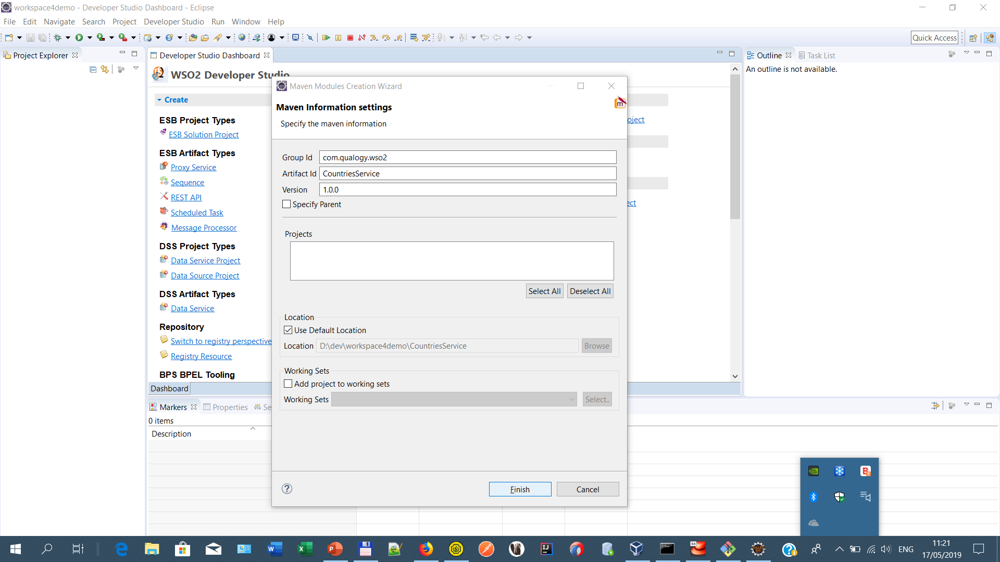 workspace4demo - Developer Studio Dashboard - Eclipse
File Edit Navigate Search Project Developer Studio Run Window Help
Quick Access
Project Explorer
Developer Studio Dashboard
Outline
Task List
An outline is not available.
WSO2 Developer Studio
Create
ESB Project Types
ESB Solution Project
ESB Artifact Types
Proxy Service
Sequence
REST API
Scheduled Task
Message Processor
DSS Project Types
Data Service Project
Data Source Project
DSS Artifact Types
Data Service
Repository
Switch to registry perspective
Registry Resource
BPS BPEL Tooling
Dashboard
oject
ect
Maven Modules Creation Wizard
Maven Information settings
Specify the maven information
Group Id com.qualogy.wso2
Artifact Id CountriesService
Version 1.0.0
Specify Parent
Projects
Select All Deselect All
Location
Use Default Location
Location D:\dev\workspace4demo\CountriesService Browse
Working Sets
Add project to working sets
Working Sets Select..
Finish Cancel
Markers Properties Se
0 items
Description
ENG
11:21
17/05/2019